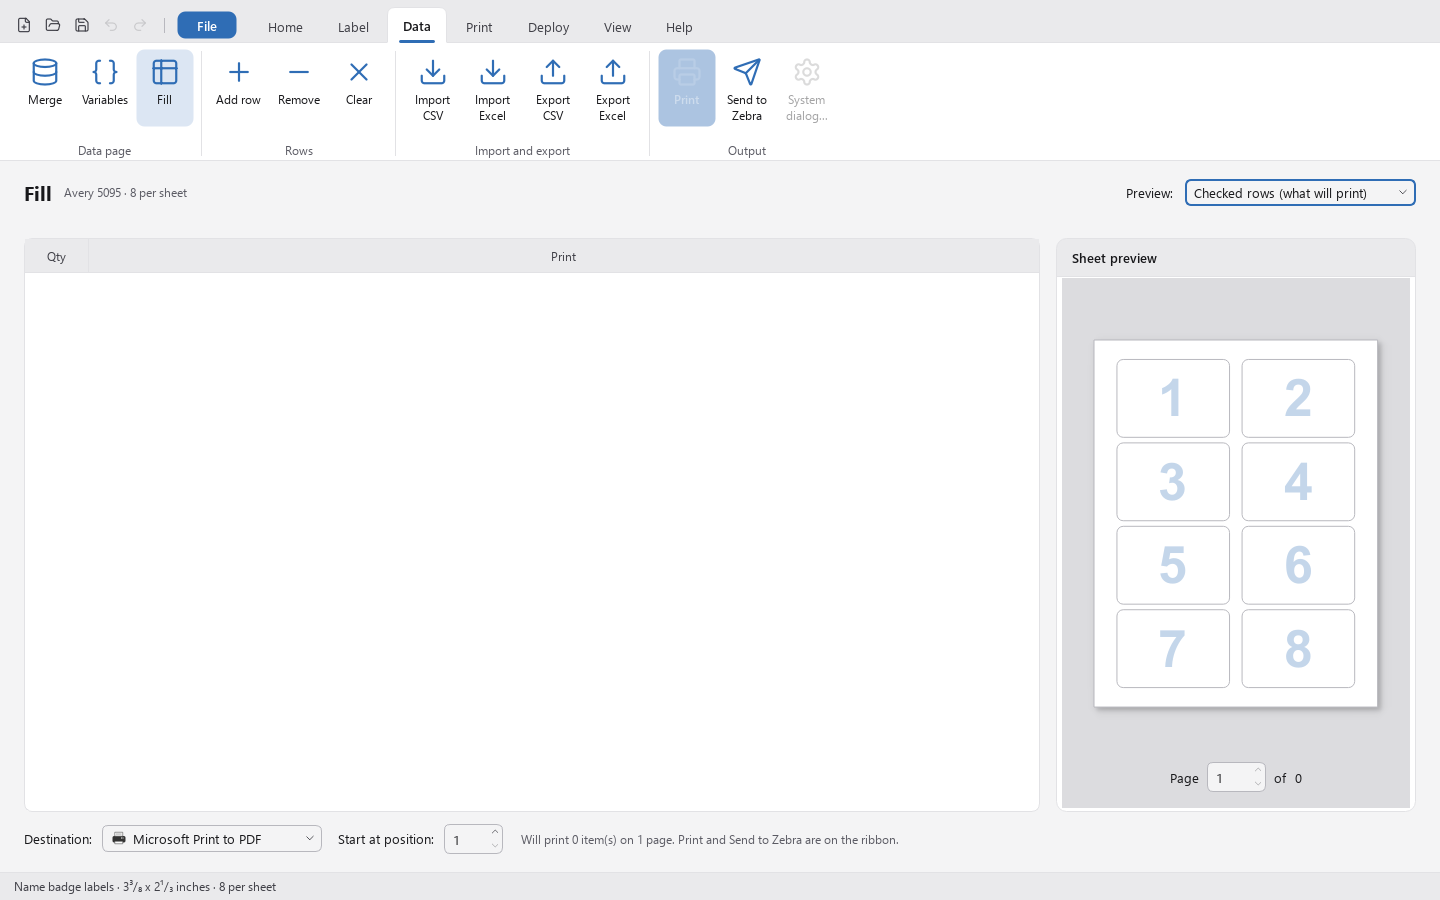 File
Home
Label
Data
Print
Deploy
View
Help
Merge
Variables
Fill
Add row
Remove
Clear
Import
CSV
Import
Excel
Export
CSV
Export
Excel
Print
Send to
Zebra
System
dialog...
Data page
Rows
Import and export
Output
Fill
Avery 5095 · 8 per sheet
Preview:
Checked rows (what will print)
Qty
Print
Sheet preview
1
2
3
4
5
6
7
8
Page
1
of 0
Destination:
Microsoft Print to PDF
Start at position:
1
Will print 0 item(s) on 1 page. Print and Send to Zebra are on the ribbon.
Name badge labels · 3³/₈ x 2¹/₃ inches · 8 per sheet